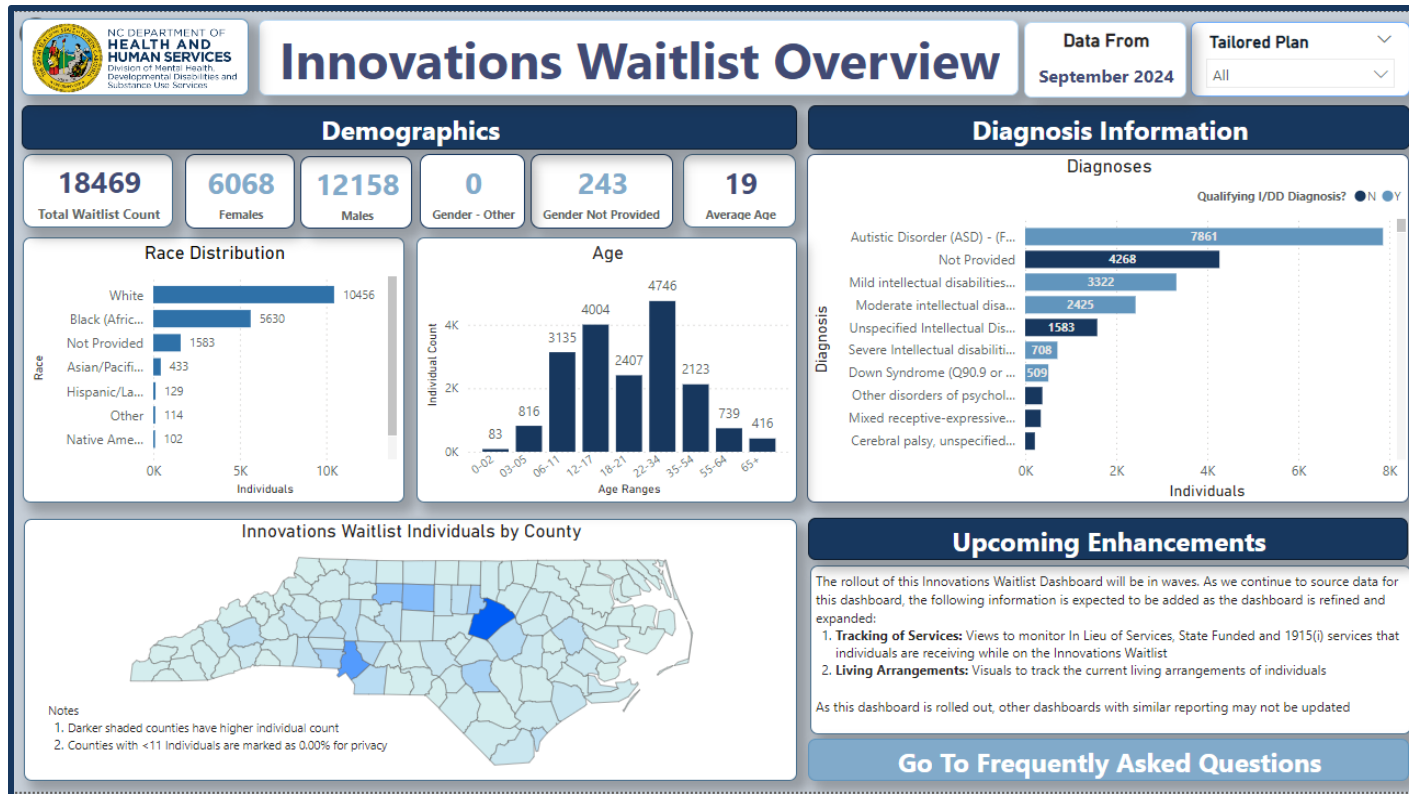 NC DEPARTMENT OF
HEALTH AND
HUMAN SERVICES
Division of Mental Health,
Developmental Disabilities and
Substance Use Services
Innovations Waitlist Overview
Data From
September 2024
Tailored Plan
All
Demographics
18469
Total Waitlist Count
6068
Females
12158
Males
0
Gender - Other
243
Gender Not Provided
19
Average Age
Race Distribution
Race
White 10456
Black (Afric... 5630
Not Provided 1583
Asian/Pacifi... 433
Hispanic/La... 129
Other 114
Native Ame... 102
0K 5K 10K
Individuals
Age
Individual Count
4K
2K
0K
83 816 3135 4004 2407 4746 2123 739 416
0-02 03-05 06-11 12-17 18-21 22-34 35-54 55-64 65+
Age Ranges
Diagnosis Information
Diagnoses
Qualifying I/DD Diagnosis? N Y
Diagnosis
Autistic Disorder (ASD) - (F... 7861
Not Provided 4268
Mild intellectual disabilities... 3322
Moderate intellectual disa... 2425
Unspecified Intellectual Dis... 1583
Severe Intellectual disabiliti... 708
Down Syndrome (Q90.9 or ... 509
Other disorders of psychol...
Mixed receptive-expressive...
Cerebral palsy, unspecified...
0K 2K 4K 6K 8K
Individuals
Innovations Waitlist Individuals by County
Notes
1. Darker shaded counties have higher individual count
2. Counties with <11 Individuals are marked as 0.00% for privacy
Upcoming Enhancements
The rollout of this Innovations Waitlist Dashboard will be in waves. As we continue to source data for
this dashboard, the following information is expected to be added as the dashboard is refined and
expanded:
1. Tracking of Services: Views to monitor In Lieu of Services, State Funded and 1915(i) services that
individuals are receiving while on the Innovations Waitlist
2. Living Arrangements: Visuals to track the current living arrangements of individuals
As this dashboard is rolled out, other dashboards with similar reporting may not be updated
Go To Frequently Asked Questions